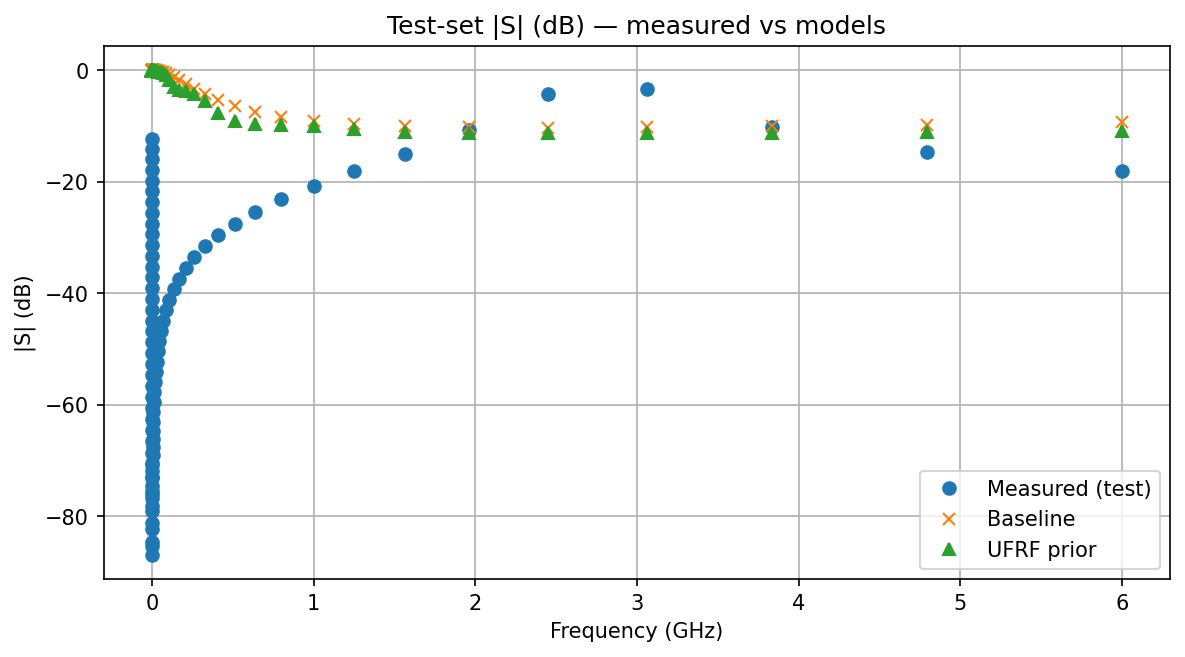 Test-set |S| (dB) — measured vs models
|S| (dB)
0
−20
−40
−60
−80
0 1 2 3 4 5 6
Frequency (GHz)
Measured (test)
Baseline
UFRF prior